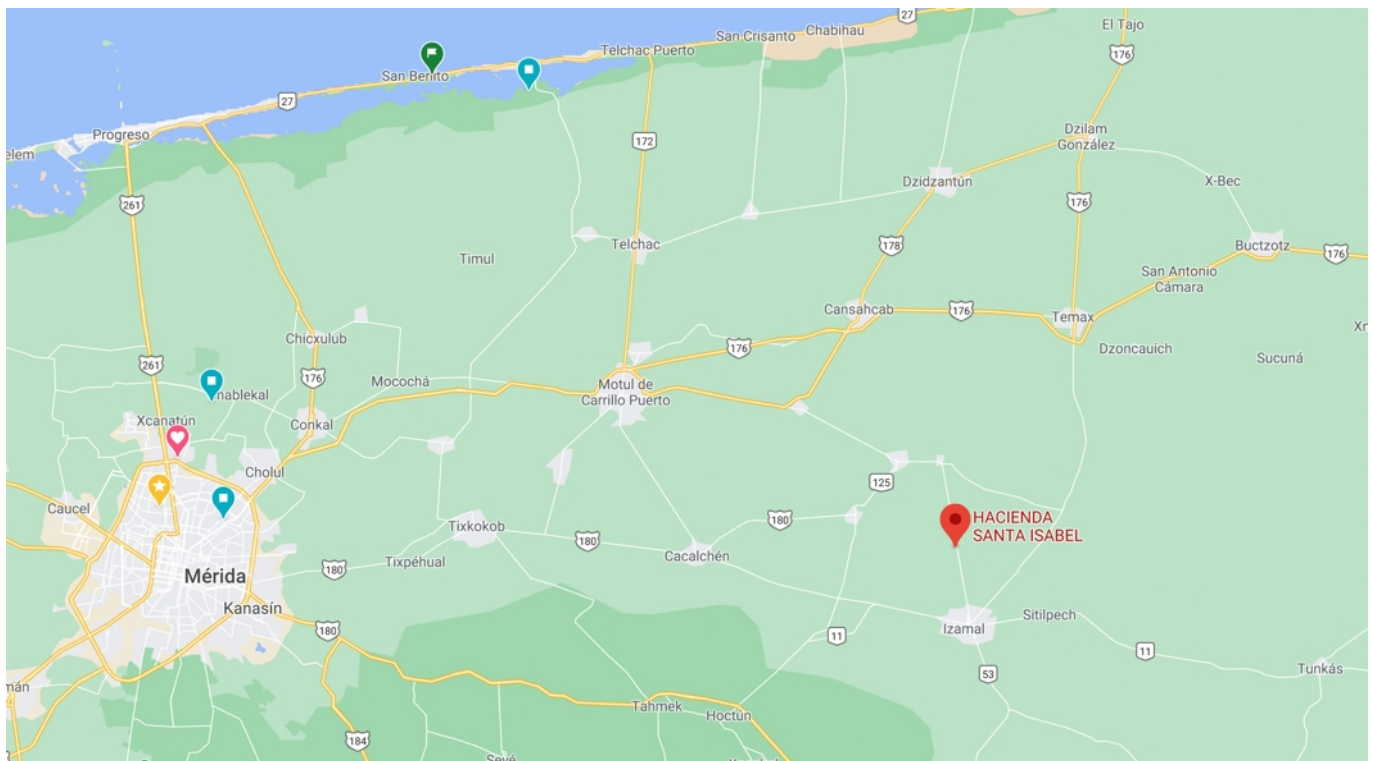 27
El Tajo
San Crisanto
Chabihau
Telchac Puerto
176
San Benito
27
Progreso
elem
172
Dzilam
González
Dzidzantún
X-Bec
261
176
Telchac
178
Buctzotz
176
Timul
San Antonio
Cámara
Cansahcab
176
Temax
Xr
Chicxulub
176
Dzoncauich
Sucuná
261
176
Mocochá
Motul de
Carrillo Puerto
nablekal
Xcanatún
Conkal
Cholul
125
Caucel
HACIENDA
SANTA ISABEL
Tixkokob
180
180
Cacalchén
Tixpéhual
180
Mérida
Kanasín
180
Sitilpech
Izamal
11
11
Tunkás
53
mán
Tahmek
Hoctún
184
Seyé